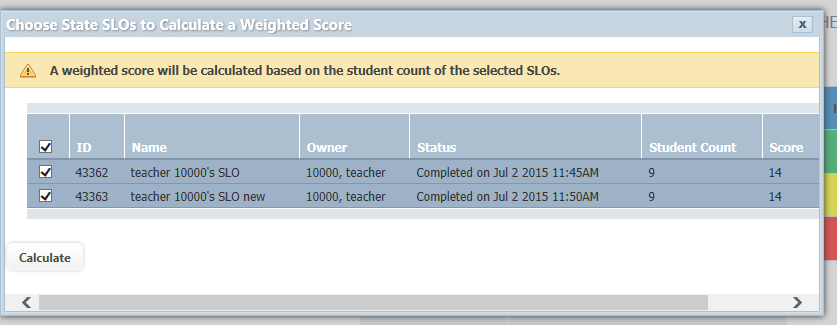 Choose State SLOs to Calculate a Weighted Score x
A weighted score will be calculated based on the student count of the selected SLOs.
ID Name Owner Status Student Count Score
43362 teacher 10000's SLO 10000, teacher Completed on Jul 2 2015 11:45AM 9 14
43363 teacher 10000's SLO new 10000, teacher Completed on Jul 2 2015 11:50AM 9 14
Calculate